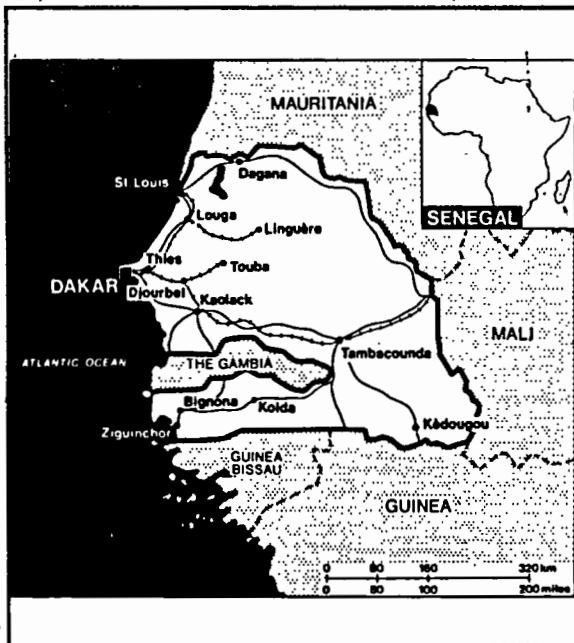 MAURITANIA
Dagana
St Louis
SENEGAL
Louga
Linguère
Thies
Touba
DAKAR
Djourbel
Kaolack
MALI
ATLANTIC OCEAN
THE GAMBIA
Tambacounda
Bignona
Kolda
Ziguinchor
Kèdougou
GUINEA
BISSAU
GUINEA
0 80 160 320 km
0 50 100 200 miles